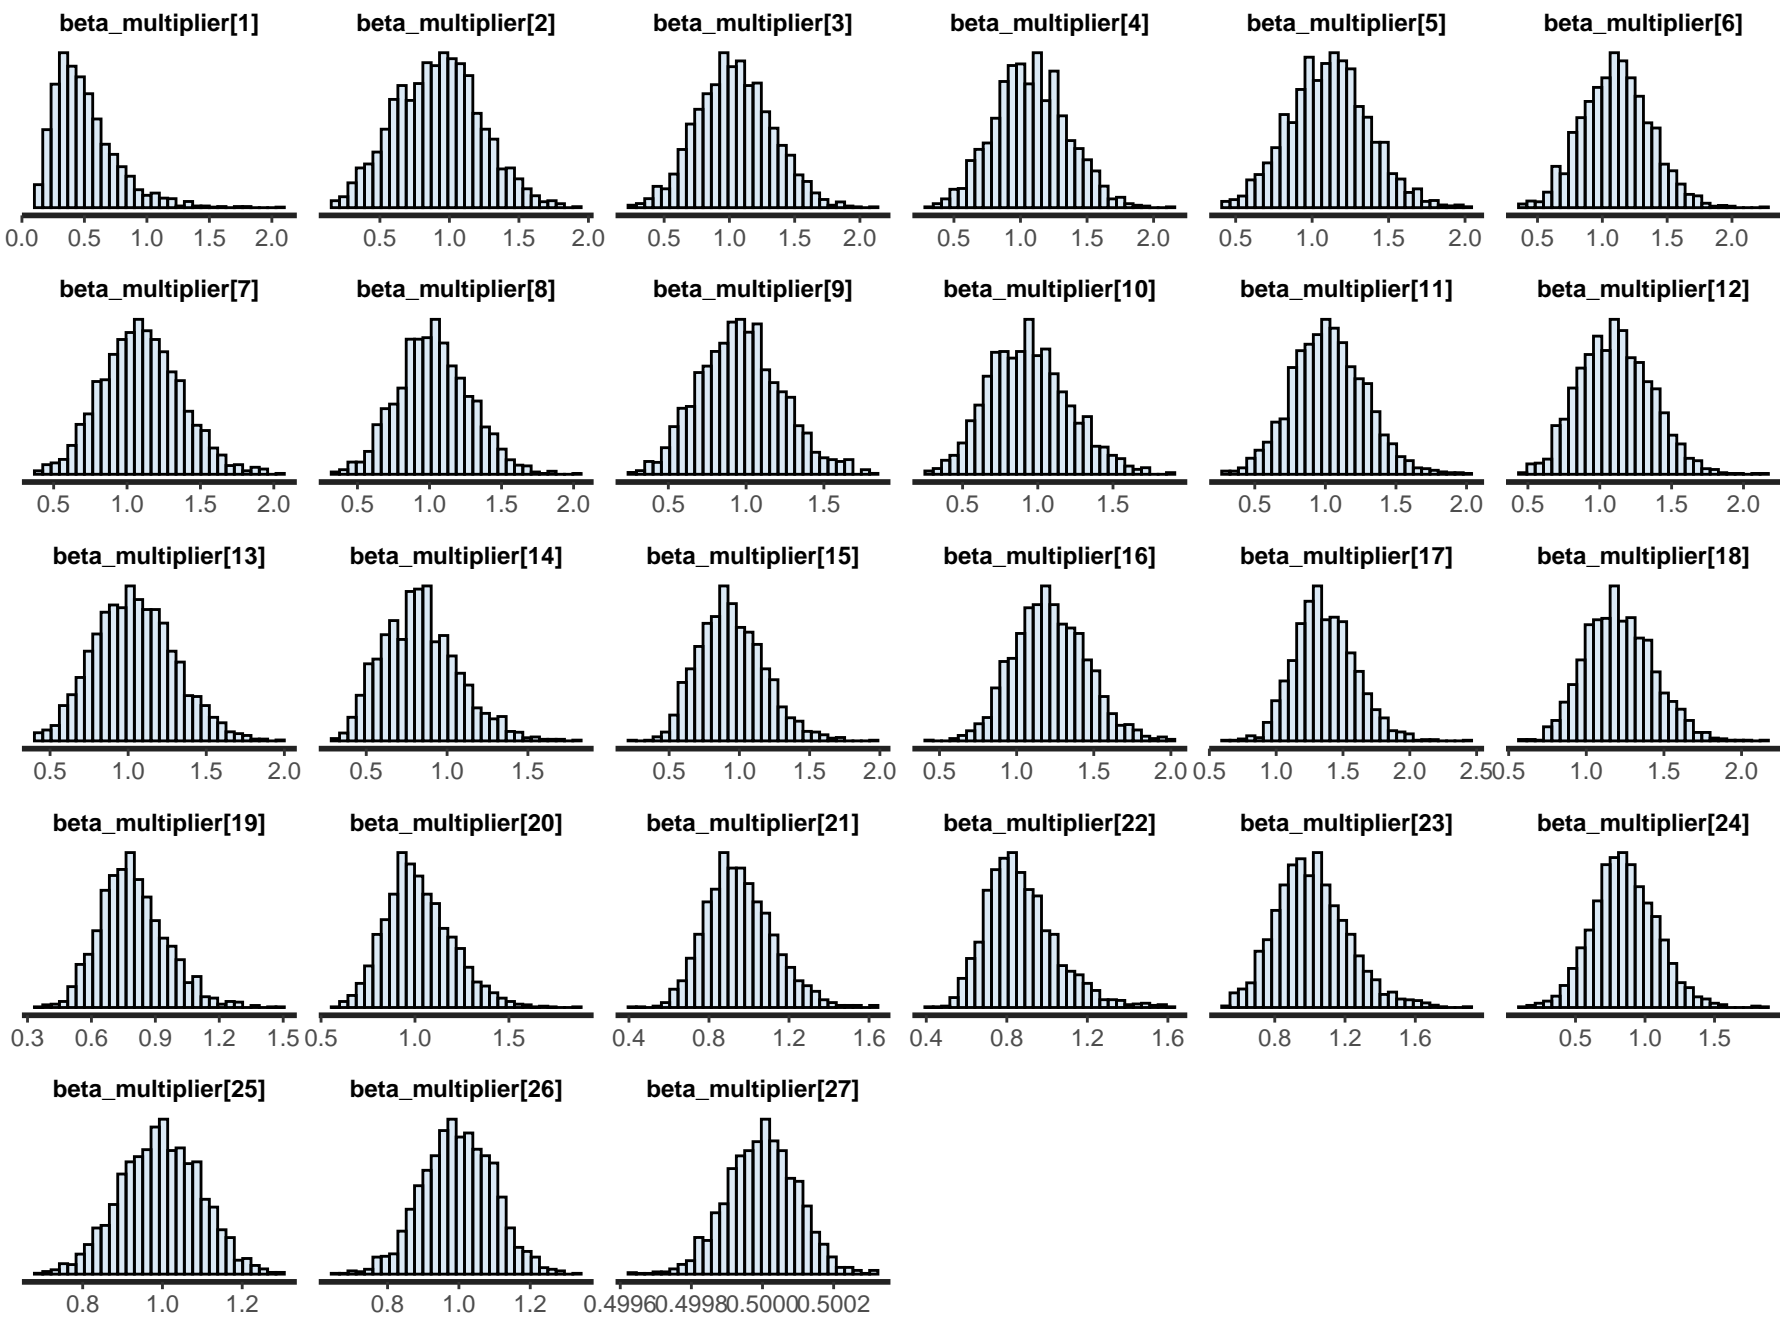 beta_multiplier[1] beta_multiplier[2] beta_multiplier[3] beta_multiplier[4] beta_multiplier[5] beta_multiplier[6]
0.0 0.5 1.0 1.5 2.0 0.5 1.0 1.5 2.0 0.5 1.0 1.5 2.0 0.5 1.0 1.5 2.0 0.5 1.0 1.5 2.0 0.5 1.0 1.5 2.0
beta_multiplier[7] beta_multiplier[8] beta_multiplier[9] beta_multiplier[10] beta_multiplier[11] beta_multiplier[12]
0.5 1.0 1.5 2.0 0.5 1.0 1.5 2.0 0.5 1.0 1.5 0.5 1.0 1.5 0.5 1.0 1.5 2.0 0.5 1.0 1.5 2.0
beta_multiplier[13] beta_multiplier[14] beta_multiplier[15] beta_multiplier[16] beta_multiplier[17] beta_multiplier[18]
0.5 1.0 1.5 2.0 0.5 1.0 1.5 0.5 1.0 1.5 2.0 0.5 1.0 1.5 2.0 0.5 1.0 1.5 2.0 2.5 0.5 1.0 1.5 2.0
beta_multiplier[19] beta_multiplier[20] beta_multiplier[21] beta_multiplier[22] beta_multiplier[23] beta_multiplier[24]
0.3 0.6 0.9 1.2 1.5 0.5 1.0 1.5 0.4 0.8 1.2 1.6 0.4 0.8 1.2 1.6 0.8 1.2 1.6 0.5 1.0 1.5
beta_multiplier[25] beta_multiplier[26] beta_multiplier[27]
0.8 1.0 1.2 0.8 1.0 1.2 0.4996 0.4998 0.5000 0.5002